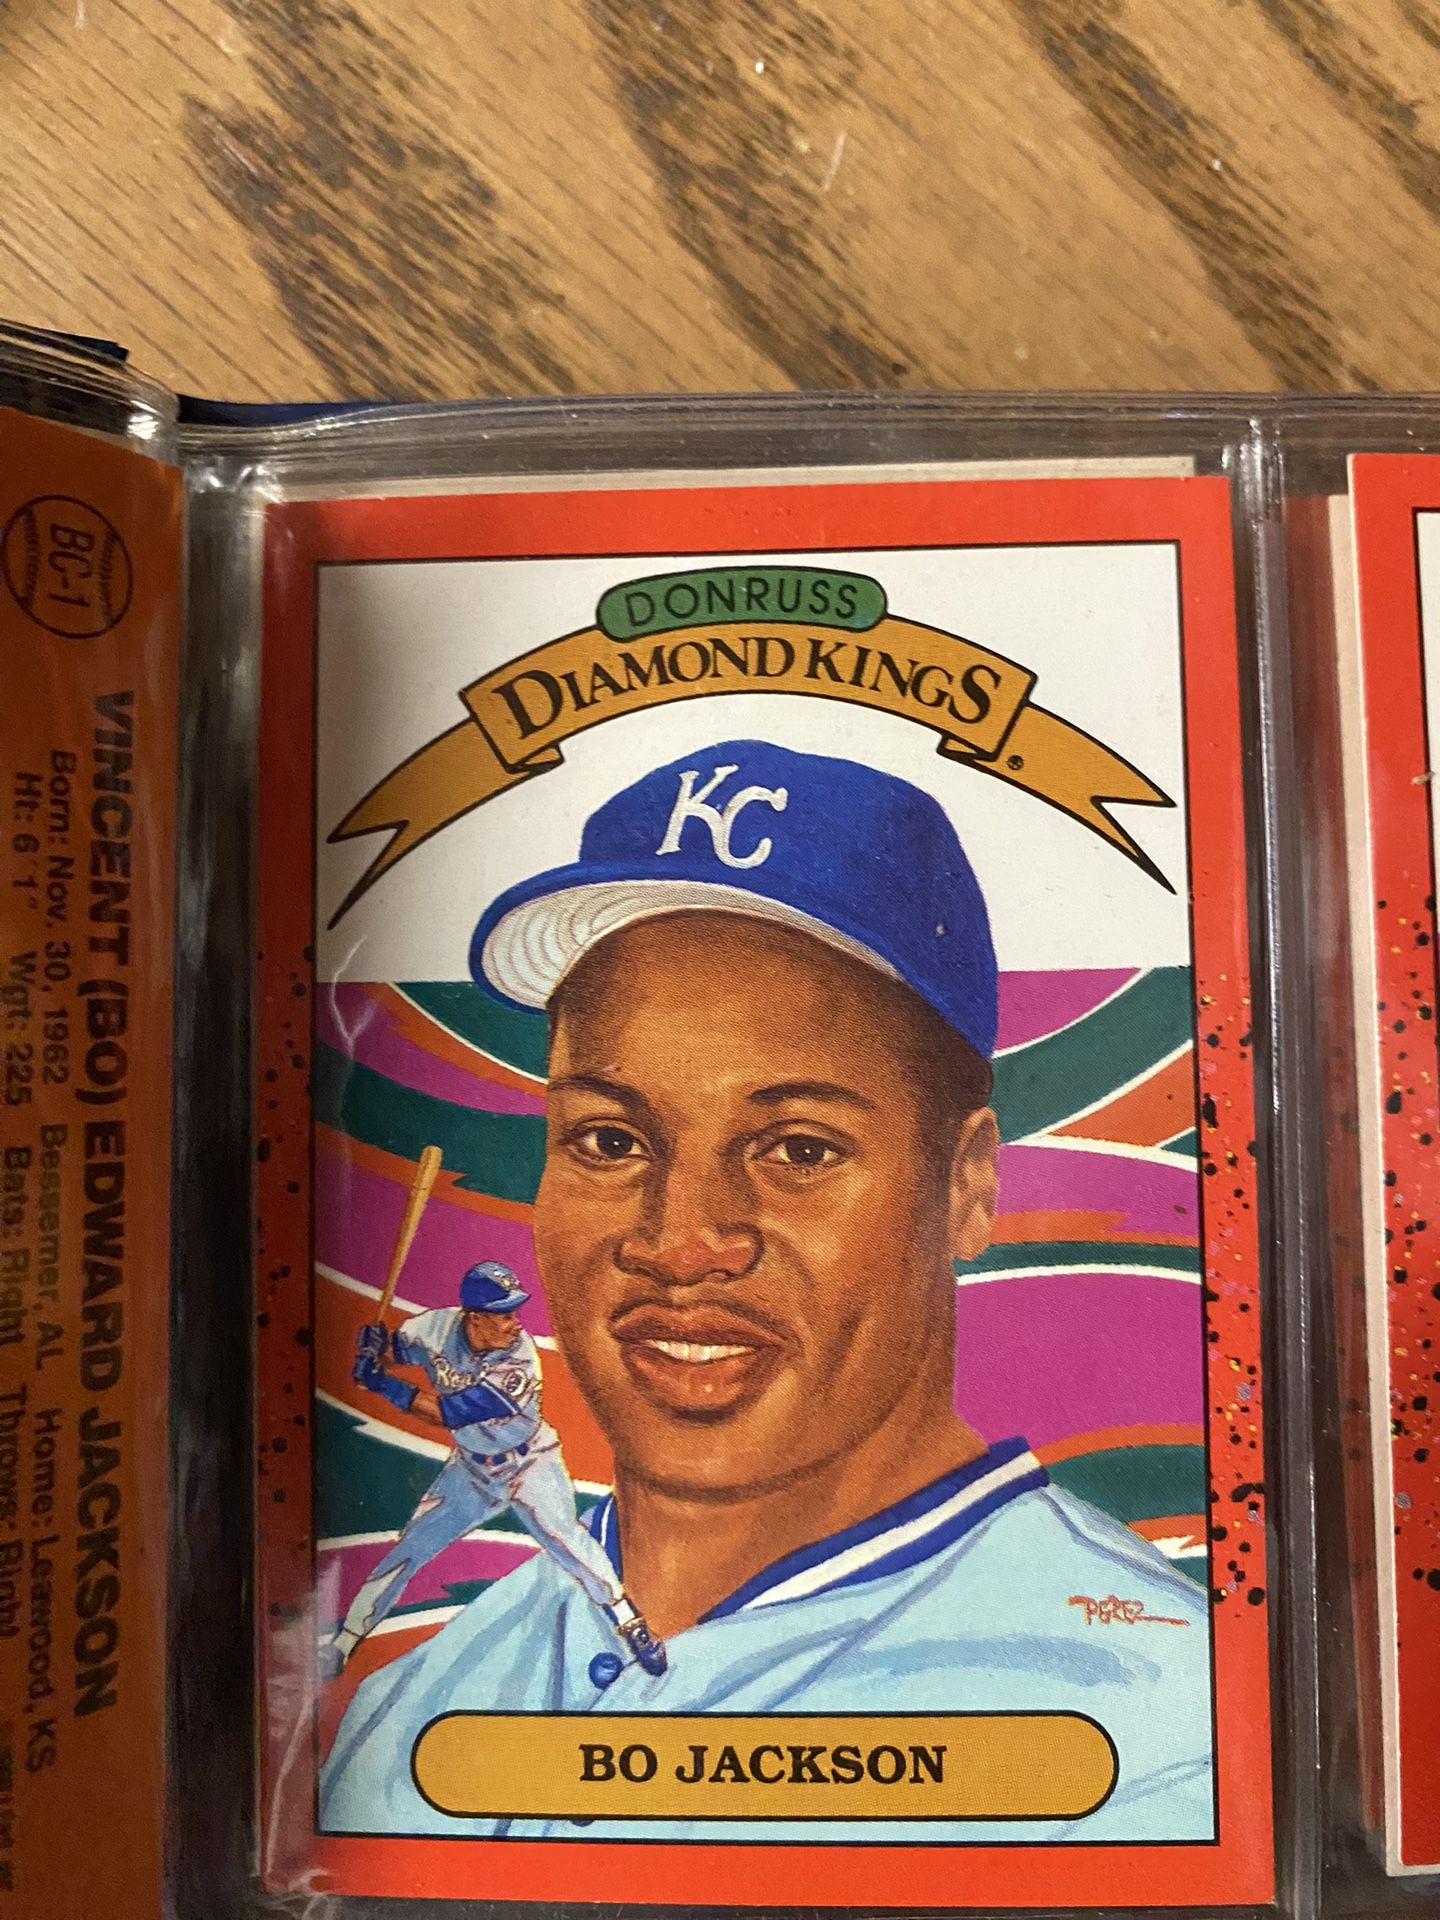 DONRUSS
DIAMOND KINGS
KC
Royals
PEREZ
BO JACKSON
BC-1
VINCENT (BO) EDWARD JACKSON
Born: Nov. 30, 1962 Bessemer, AL Home: Leawood, KS
Ht: 6'1" Wgt: 225 Bats: Right Throws: Right